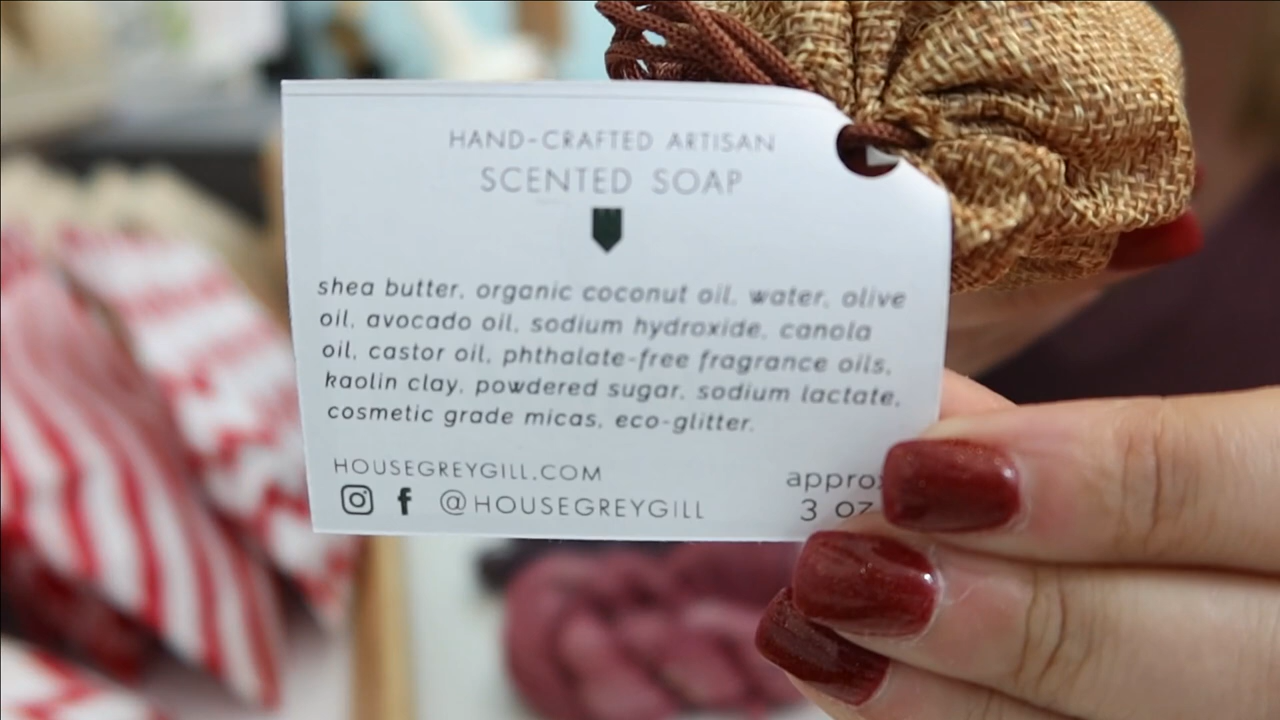 HAND-CRAFTED ARTISAN
SCENTED SOAP
shea butter, organic coconut oil, water, olive
oil, avocado oil, sodium hydroxide, canola
oil, castor oil, phthalate-free fragrance oils,
kaolin clay, powdered sugar, sodium lactate,
cosmetic grade micas, eco-glitter.
HOUSEGREYGILL.COM
@HOUSEGREYGILL
approx
3 oz